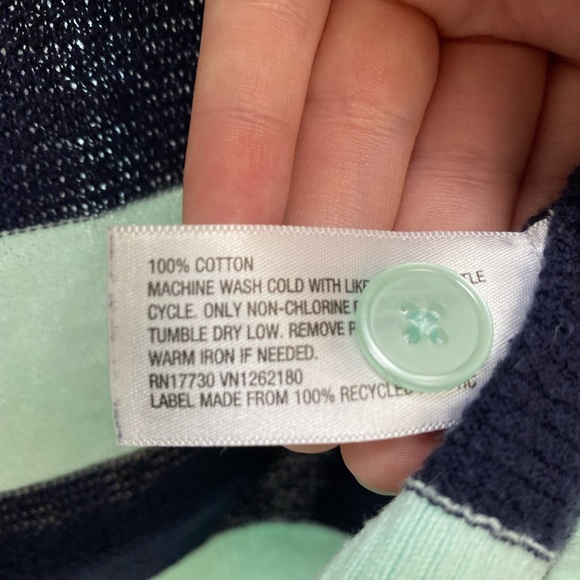 100% COTTON
MACHINE WASH COLD WITH
CYCLE. ONLY NON-CHLORINE
TUMBLE DRY LOW. REMOVE
WARM IRON IF NEEDED.
RN17730 VN1262180
LABEL MADE FROM 100% RECYCLED